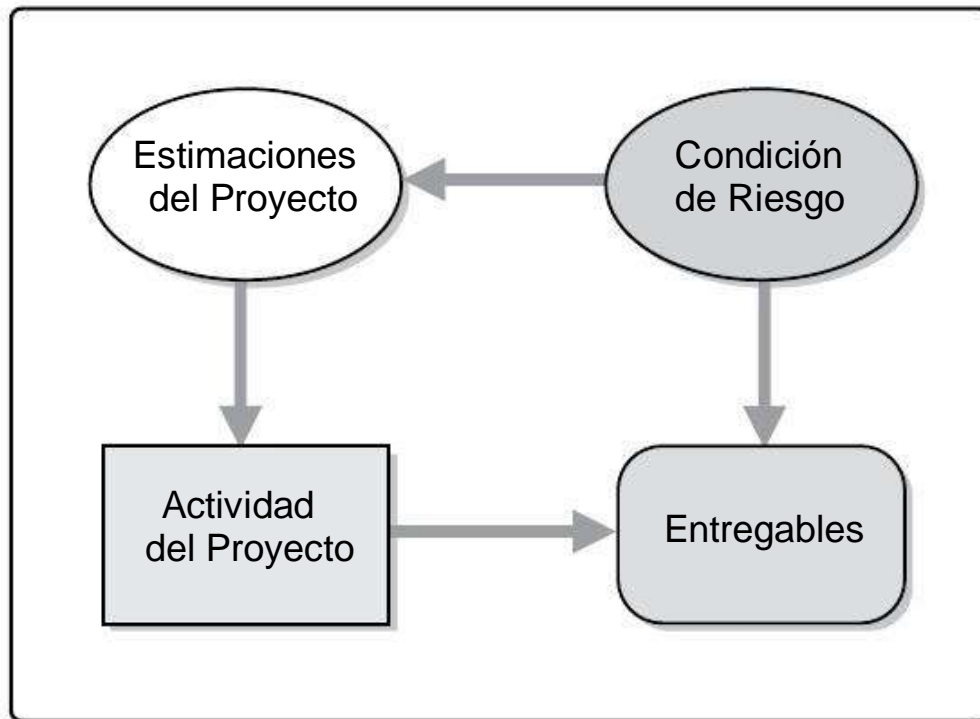 Estimaciones
del Proyecto
Condición
de Riesgo
Actividad
del Proyecto
Entregables